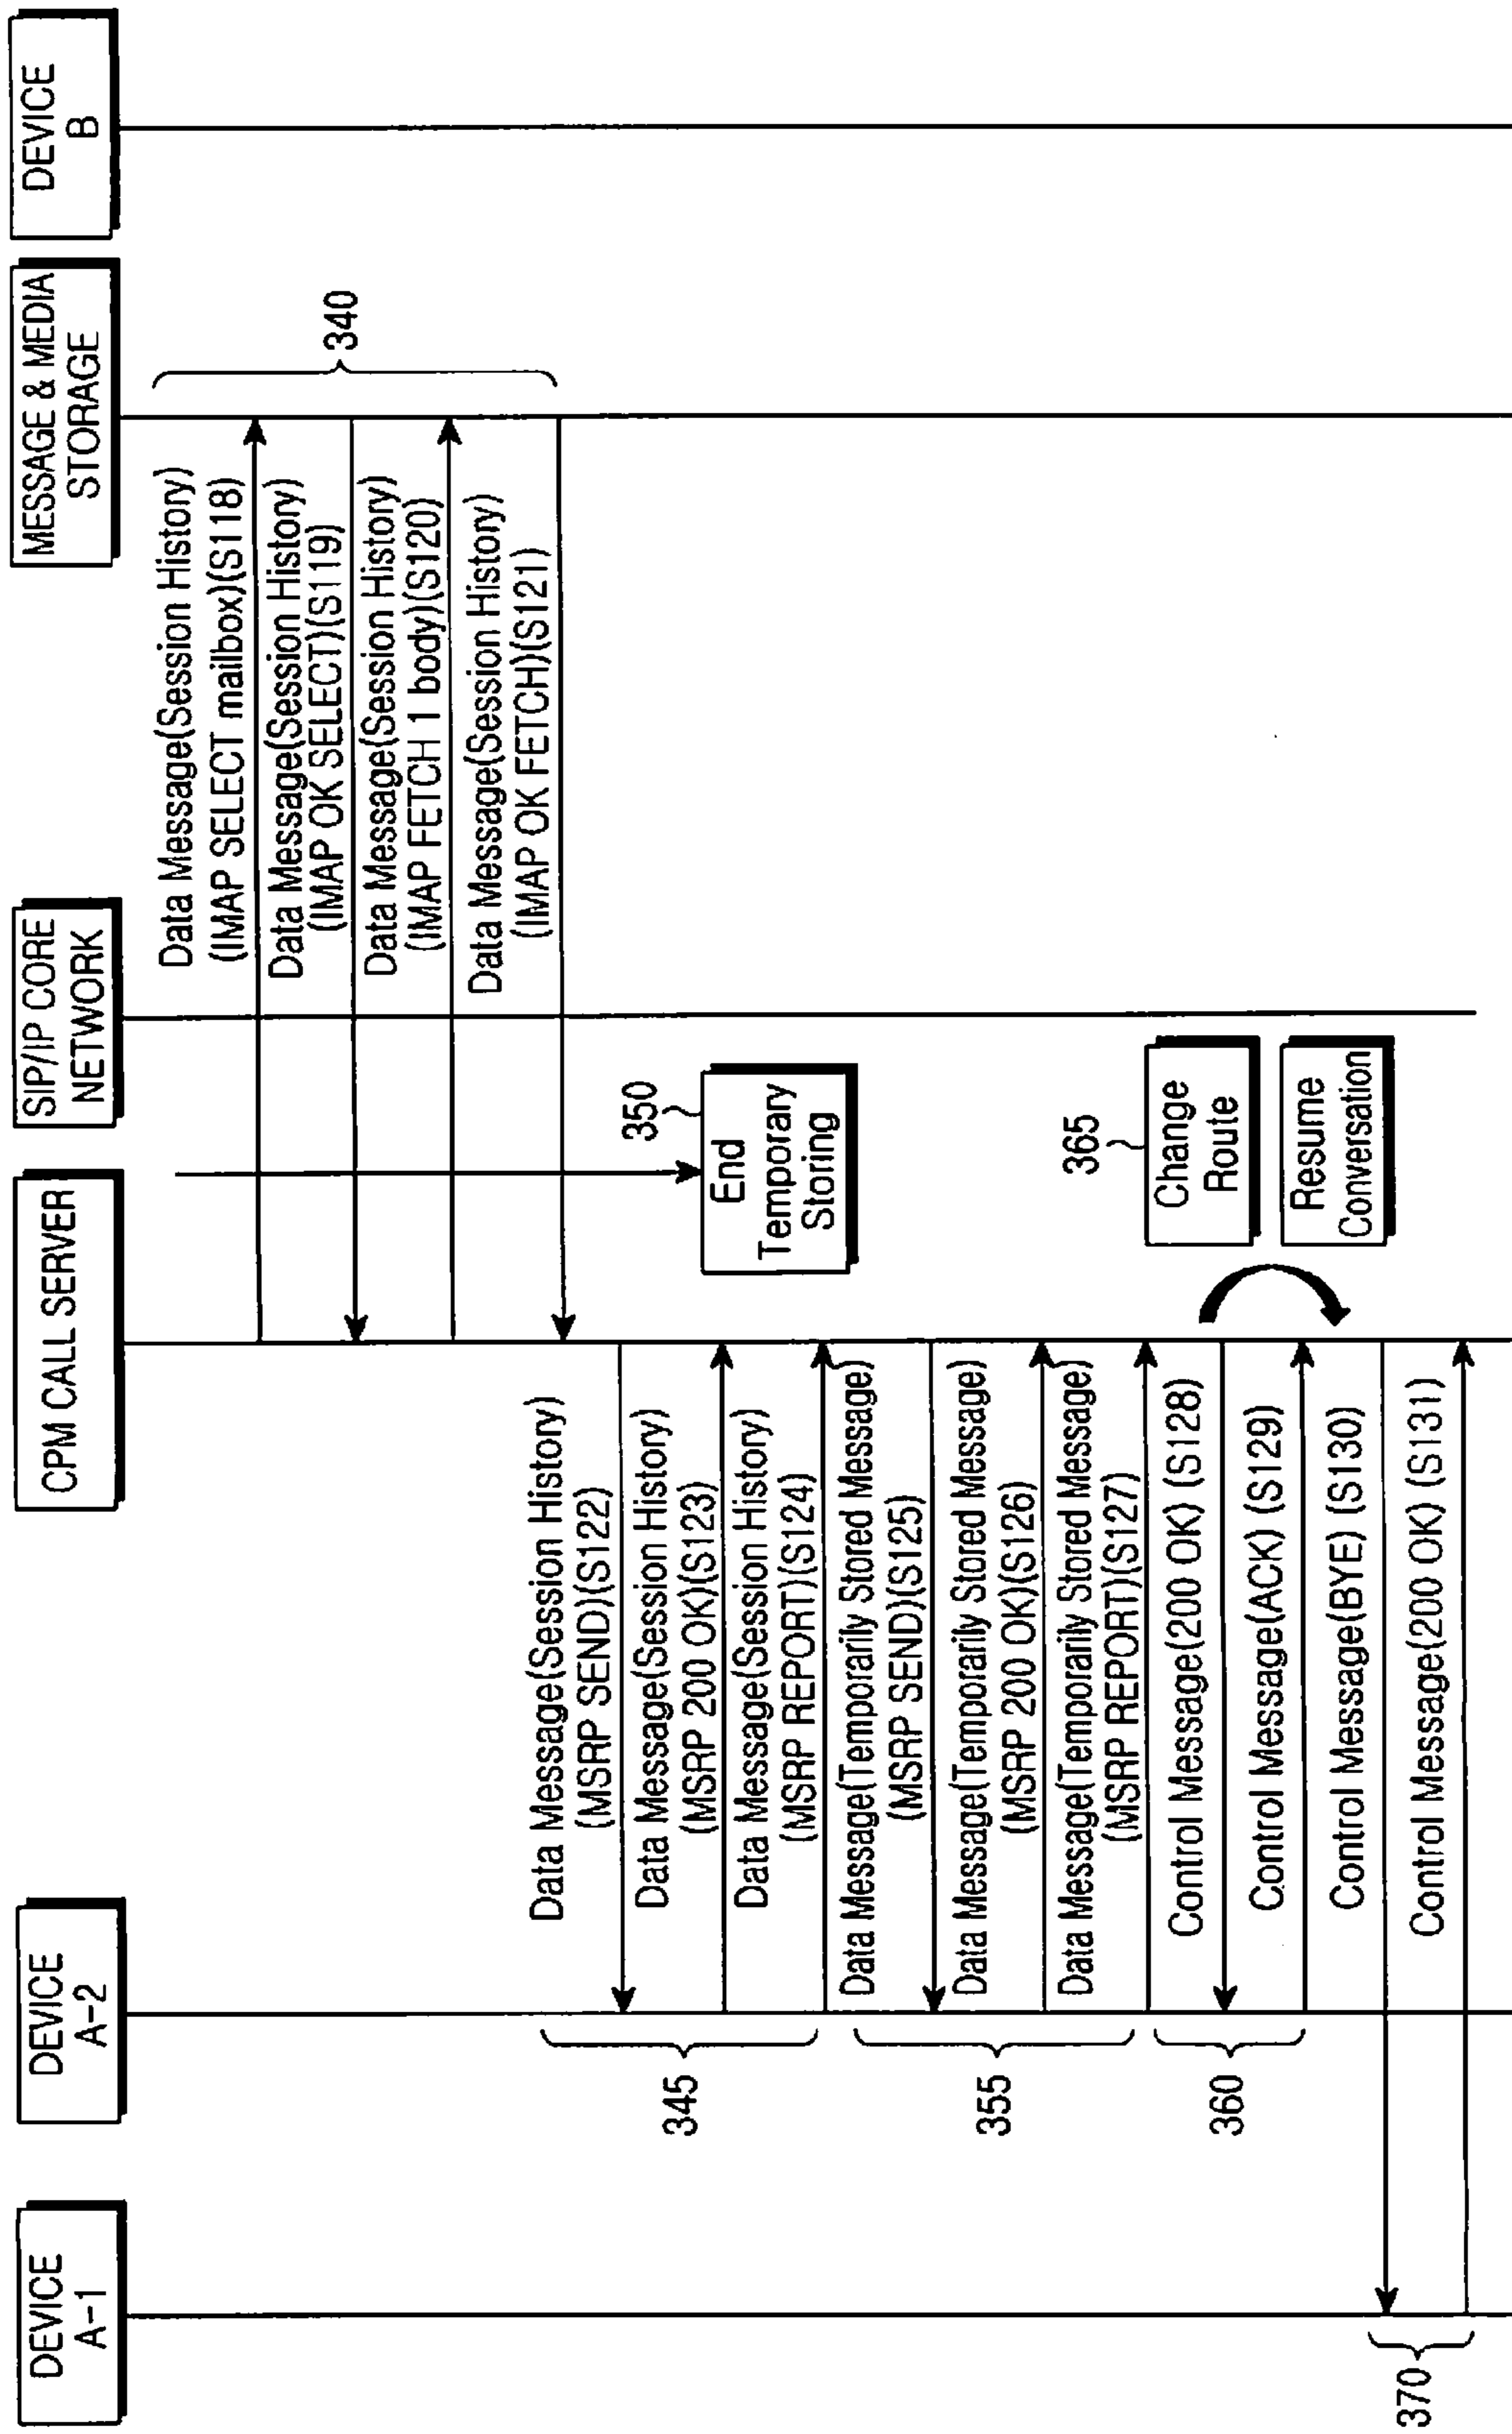 DEVICE
A-1
DEVICE
A-2
CPM CALL SERVER
SIP/IP CORE
NETWORK
MESSAGE & MEDIA
STORAGE
DEVICE
B
Data Message(Session History)
(IMAP SELECT mailbox)(S118)
Data Message(Session History)
(IMAP OK SELECT)(S119)
Data Message(Session History)
(IMAP FETCH 1 body)(S120)
Data Message(Session History)
(IMAP OK FETCH)(S121)
340
350
End
Temporary
Storing
Data Message(Session History)
(MSRP SEND)(S122)
Data Message(Session History)
(MSRP 200 OK)(S123)
Data Message(Session History)
(MSRP REPORT)(S124)
345
Data Message(Temporarily Stored Message)
(MSRP SEND)(S125)
Data Message(Temporarily Stored Message)
(MSRP 200 OK)(S126)
Data Message(Temporarily Stored Message)
(MSRP REPORT)(S127)
355
Control Message(200 OK) (S128)
Control Message(ACK) (S129)
360
365
Change
Route
Resume
Conversation
Control Message(BYE) (S130)
Control Message(200 OK) (S131)
370